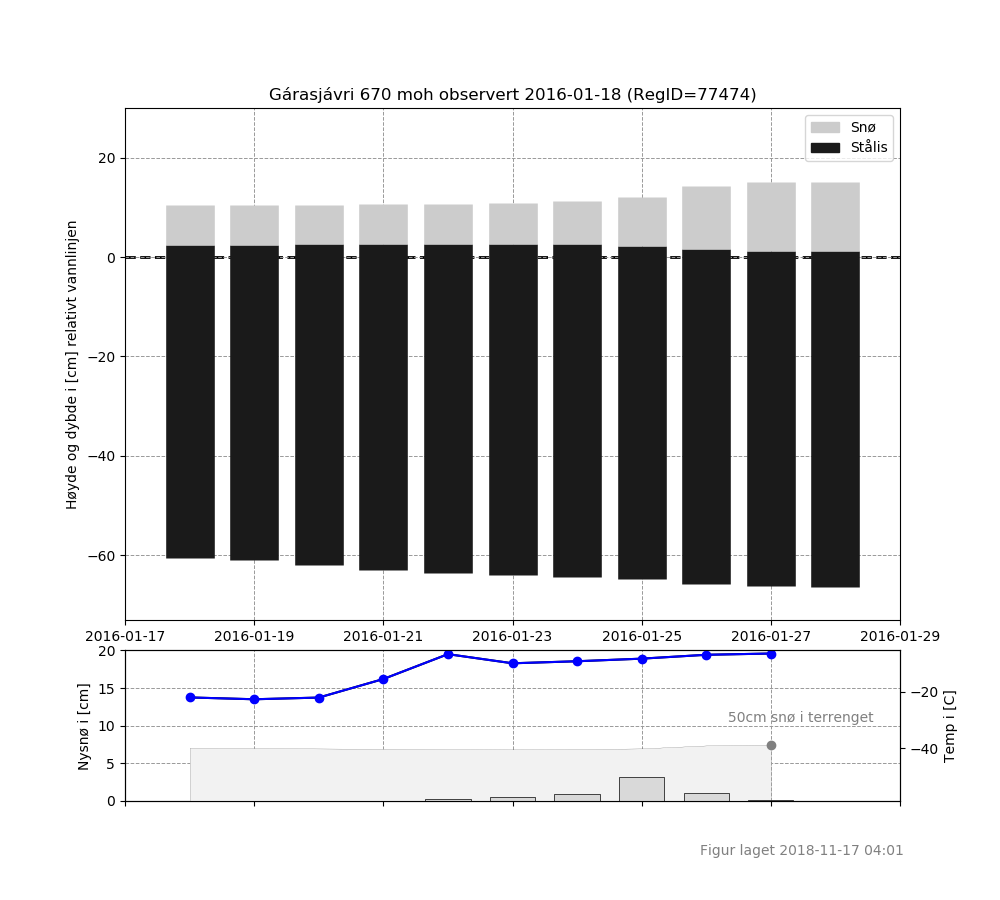 Gárasjávri 670 moh observert 2016-01-18 (RegID=77474)
Snø
Stålis
Høyde og dybde i [cm] relativt vannlinjen
20
0
−20
−40
−60
2016-01-17 2016-01-19 2016-01-21 2016-01-23 2016-01-25 2016-01-27 2016-01-29
Nysnø i [cm]
20
15
10
5
0
50cm snø i terrenget
−20
−40
Temp i [C]
Figur laget 2018-11-17 04:01